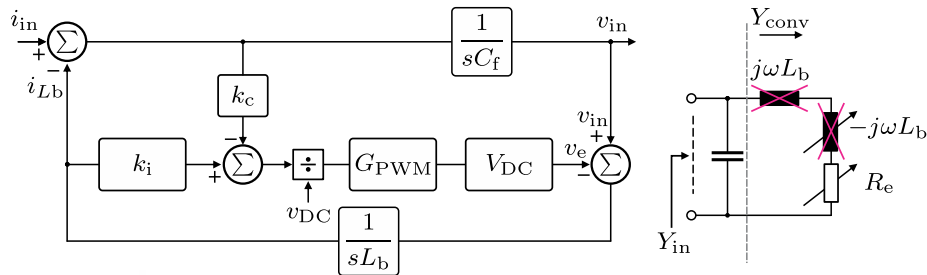 i_in
+
Σ
−
i_Lb
k_c
1
sC_f
v_in
k_i
−
+
Σ
÷
v_DC
G_PWM
V_DC
v_e
v_in
+
−
Σ
1
sL_b
Y_conv
jωL_b
−jωL_b
R_e
Y_in